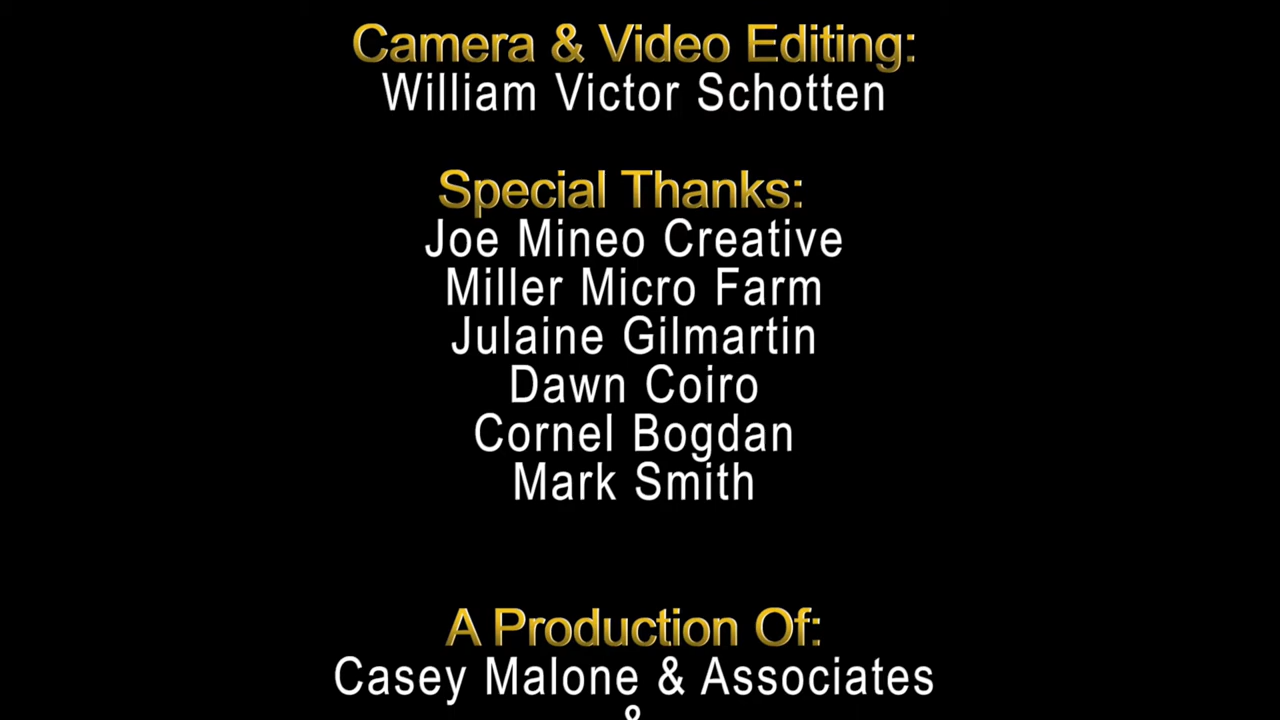 Camera & Video Editing:
William Victor Schotten
Special Thanks:
Joe Mineo Creative
Miller Micro Farm
Julaine Gilmartin
Dawn Coiro
Cornel Bogdan
Mark Smith
A Production Of:
Casey Malone & Associates
&